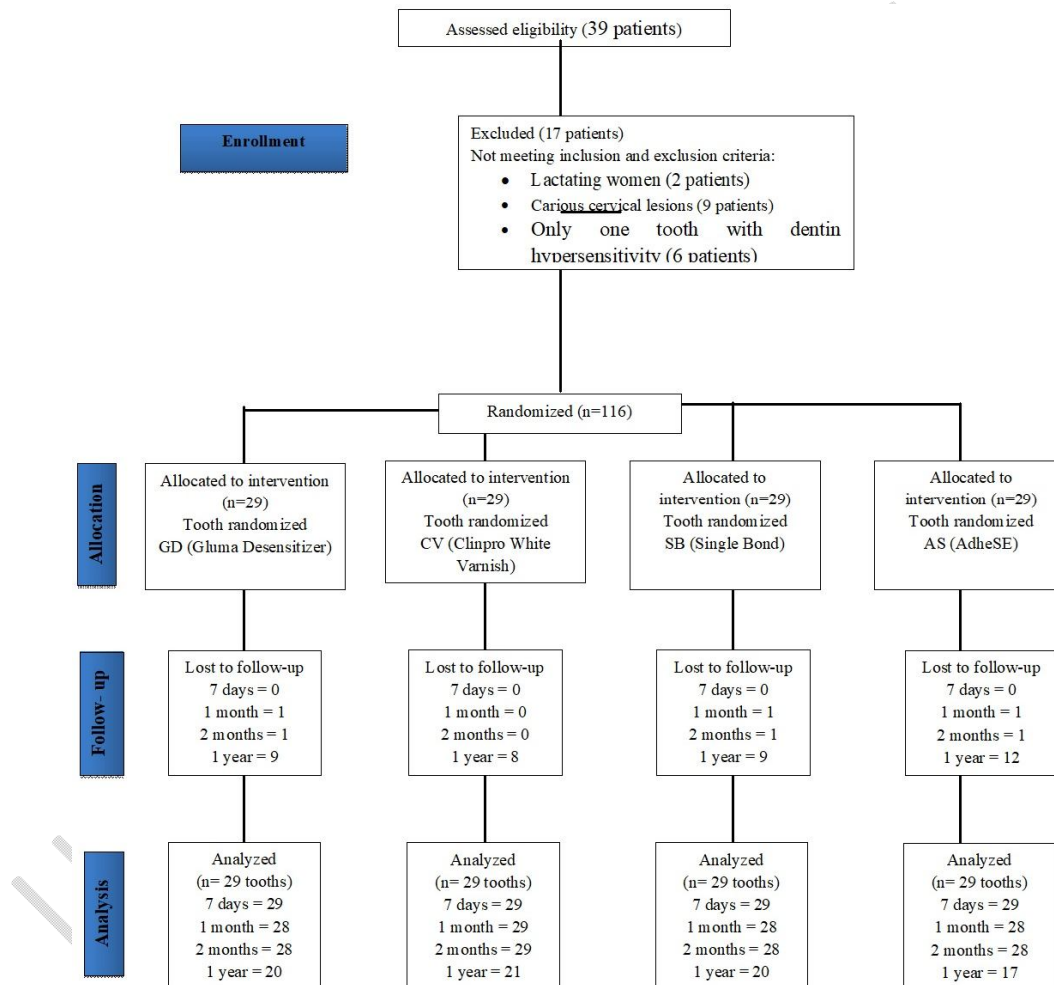 Assessed eligibility (39 patients)
Enrollment
Excluded (17 patients)
Not meeting inclusion and exclusion criteria:
• Lactating women (2 patients)
• Carious cervical lesions (9 patients)
• Only one tooth with dentin
hypersensitivity (6 patients)
Randomized (n=116)
Allocation
Allocated to intervention
(n=29)
Tooth randomized
GD (Gluma Desensitizer)
Allocated to intervention
(n=29)
Tooth randomized
CV (Clinpro White
Varnish)
Allocated to
intervention (n=29)
Tooth randomized
SB (Single Bond)
Allocated to
intervention (n=29)
Tooth randomized
AS (AdheSE)
Follow- up
Lost to follow-up
7 days = 0
1 month = 1
2 months = 1
1 year = 9
Lost to follow-up
7 days = 0
1 month = 0
2 months = 0
1 year = 8
Lost to follow-up
7 days = 0
1 month = 1
2 months = 1
1 year = 9
Lost to follow-up
7 days = 0
1 month = 1
2 months = 1
1 year = 12
Analysis
Analyzed
(n= 29 tooths)
7 days = 29
1 month = 28
2 months = 28
1 year = 20
Analyzed
(n= 29 tooths)
7 days = 29
1 month = 29
2 months = 29
1 year = 21
Analyzed
(n= 29 tooths)
7 days = 29
1 month = 28
2 months = 28
1 year = 20
Analyzed
(n= 29 tooths)
7 days = 29
1 month = 28
2 months = 28
1 year = 17